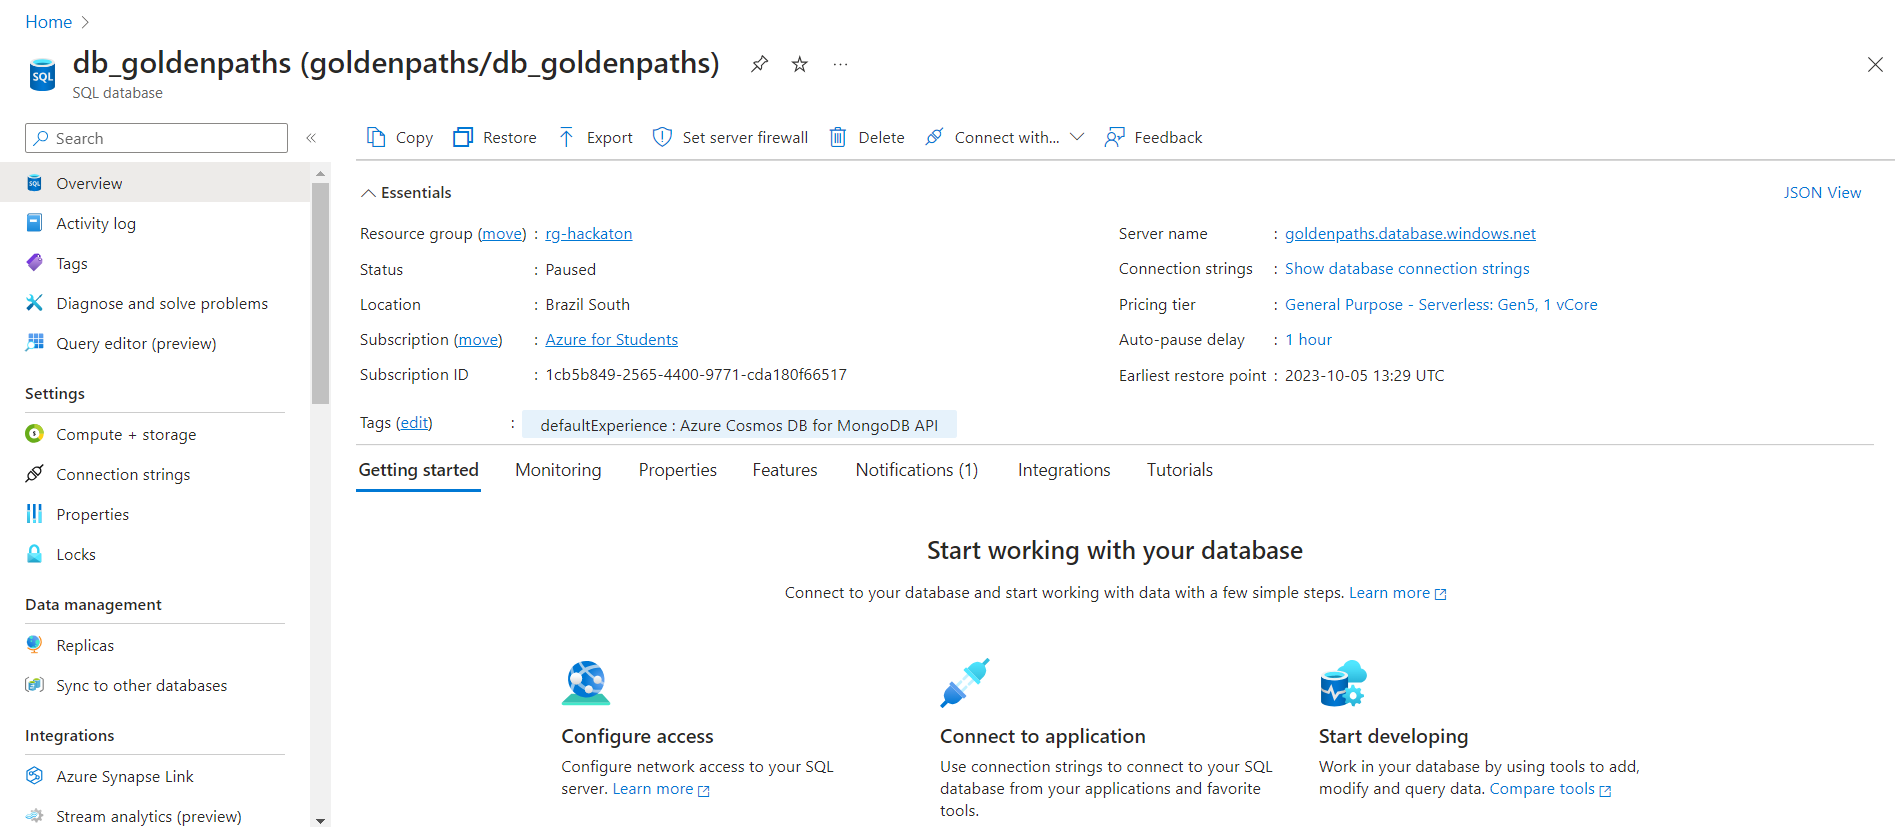 Home
db_goldenpaths (goldenpaths/db_goldenpaths)
SQL
SQL database
Search
Copy Restore Export Set server firewall Delete Connect with... Feedback
SQL Overview
Activity log
Tags
Diagnose and solve problems
Query editor (preview)
Settings
Compute + storage
Connection strings
Properties
Locks
Data management
Replicas
Sync to other databases
Integrations
Azure Synapse Link
Stream analytics (preview)
Essentials
JSON View
Resource group (move) : rg-hackaton
Status : Paused
Location : Brazil South
Subscription (move) : Azure for Students
Subscription ID : 1cb5b849-2565-4400-9771-cda180f66517
Server name : goldenpaths.database.windows.net
Connection strings : Show database connection strings
Pricing tier : General Purpose - Serverless: Gen5, 1 vCore
Auto-pause delay : 1 hour
Earliest restore point : 2023-10-05 13:29 UTC
Tags (edit) : defaultExperience : Azure Cosmos DB for MongoDB API
Getting started Monitoring Properties Features Notifications (1) Integrations Tutorials
Start working with your database
Connect to your database and start working with data with a few simple steps. Learn more
Configure access
Configure network access to your SQL
server. Learn more
Connect to application
Use connection strings to connect to your SQL
database from your applications and favorite
tools.
Start developing
Work in your database by using tools to add,
modify and query data. Compare tools